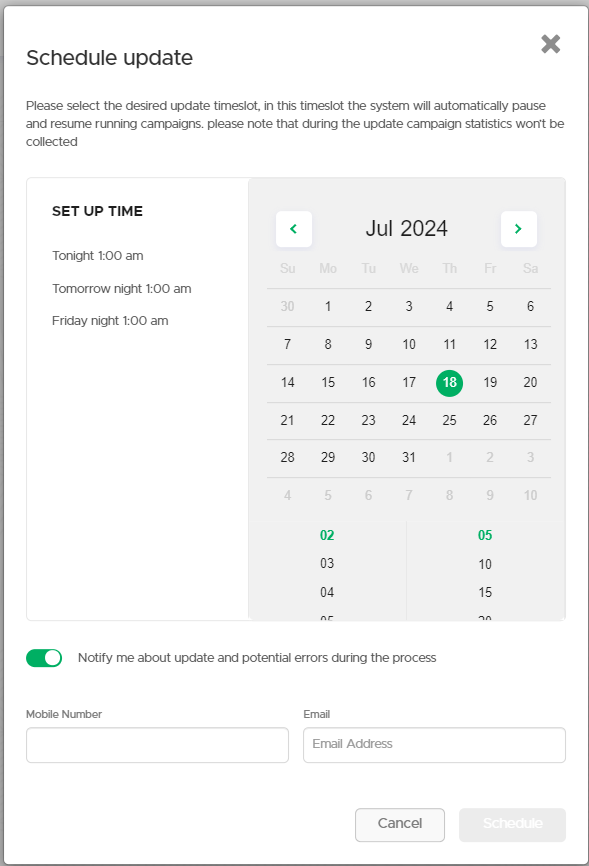 Schedule update
Please select the desired update timeslot, in this timeslot the system will automatically pause
and resume running campaigns. please note that during the update campaign statistics won't be
collected
SET UP TIME
Tonight 1:00 am
Tomorrow night 1:00 am
Friday night 1:00 am
Jul 2024
Su Mo Tu We Th Fr Sa
30 1 2 3 4 5 6
7 8 9 10 11 12 13
14 15 16 17 18 19 20
21 22 23 24 25 26 27
28 29 30 31 1 2 3
4 5 6 7 8 9 10
02 05
03 10
04 15
05 20
Notify me about update and potential errors during the process
Mobile Number Email
Email Address
Cancel Schedule